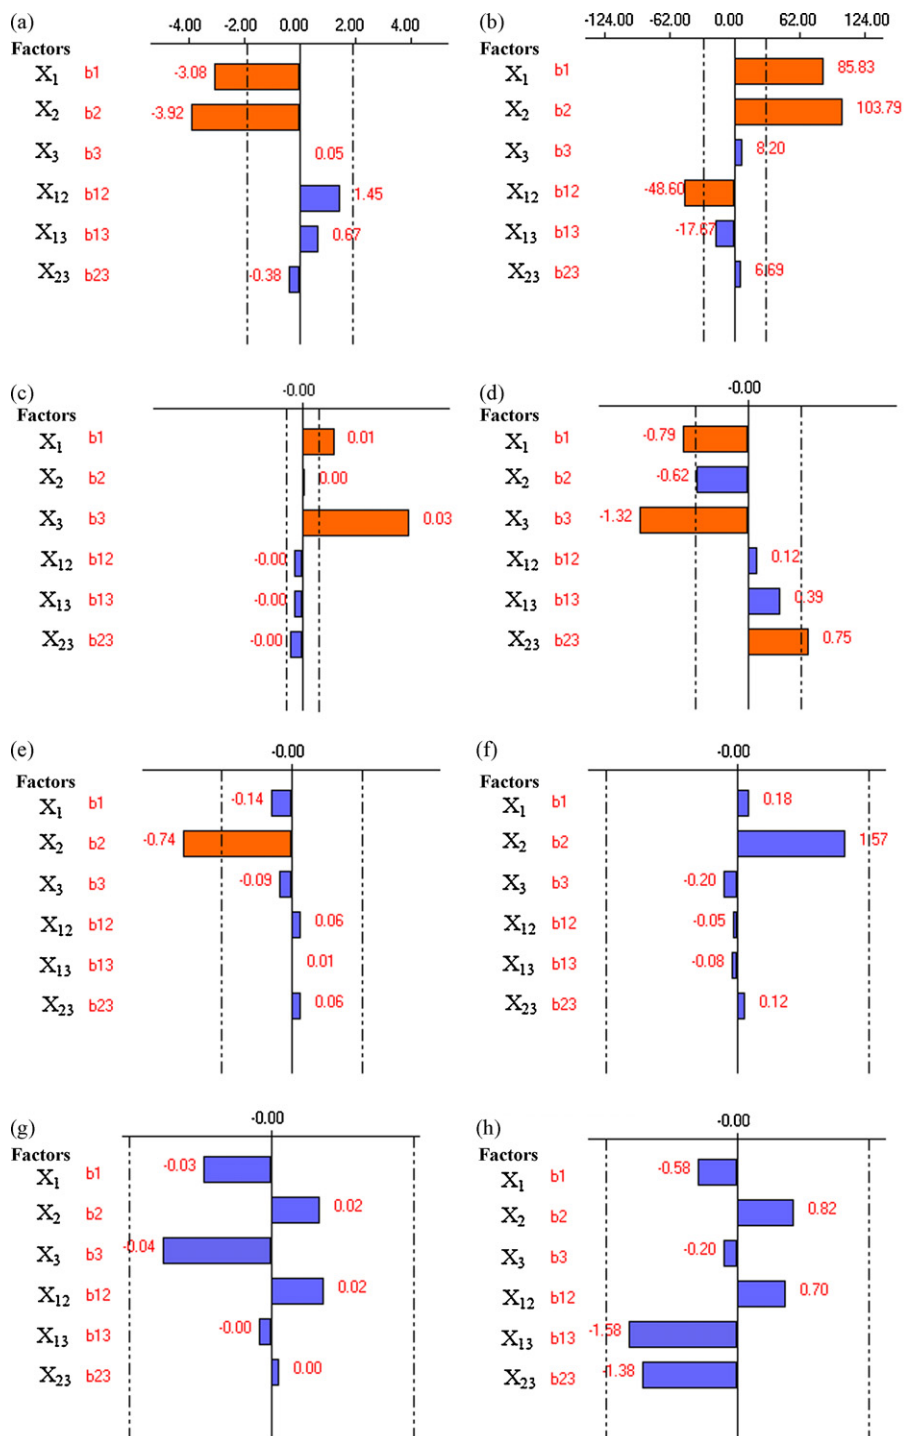 (a)
-4.00 -2.00 0.00 2.00 4.00
Factors
X1 b1 -3.08
X2 b2 -3.92
X3 b3 0.05
X12 b12 1.45
X13 b13 0.67
X23 b23 -0.38
(b)
-124.00 -62.00 0.00 62.00 124.00
Factors
X1 b1 85.83
X2 b2 103.79
X3 b3 8.20
X12 b12 -48.60
X13 b13 -17.67
X23 b23 6.69
(c)
-0.00
Factors
X1 b1 0.01
X2 b2 0.00
X3 b3 0.03
X12 b12 -0.00
X13 b13 -0.00
X23 b23 -0.00
(d)
-0.00
Factors
X1 b1 -0.79
X2 b2 -0.62
X3 b3 -1.32
X12 b12 0.12
X13 b13 0.39
X23 b23 0.75
(e)
-0.00
Factors
X1 b1 -0.14
X2 b2 -0.74
X3 b3 -0.09
X12 b12 0.06
X13 b13 0.01
X23 b23 0.06
(f)
-0.00
Factors
X1 b1 0.18
X2 b2 1.57
X3 b3 -0.20
X12 b12 -0.05
X13 b13 -0.08
X23 b23 0.12
(g)
-0.00
Factors
X1 b1 -0.03
X2 b2 0.02
X3 b3 -0.04
X12 b12 0.02
X13 b13 -0.00
X23 b23 0.00
(h)
-0.00
Factors
X1 b1 -0.58
X2 b2 0.82
X3 b3 -0.20
X12 b12 0.70
X13 b13 -1.58
X23 b23 -1.38